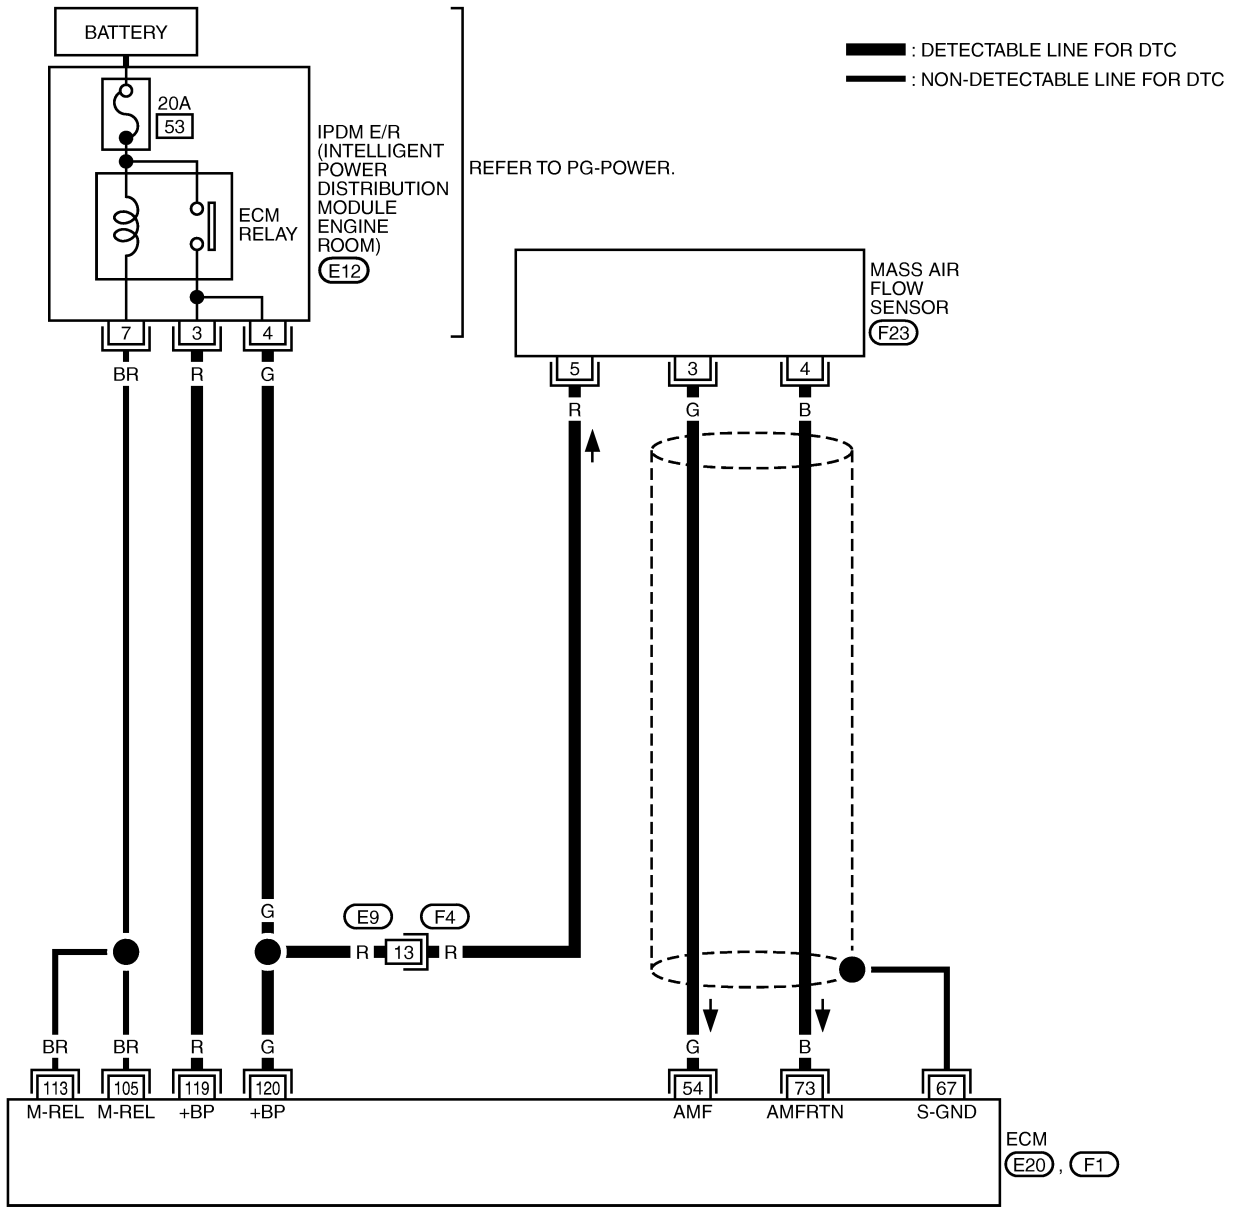 BATTERY
: DETECTABLE LINE FOR DTC
: NON-DETECTABLE LINE FOR DTC
20A
53
IPDM E/R
(INTELLIGENT
POWER
DISTRIBUTION
MODULE
ENGINE
ROOM)
E12
REFER TO PG-POWER.
ECM
RELAY
MASS AIR
FLOW
SENSOR
F23
7 3 4
BR R G
5 3 4
R G B
G
E9 F4
R 13 R
BR BR R G G B
113 105 119 120 54 73 67
M-REL M-REL +BP +BP AMF AMFRTN S-GND
ECM
E20 , F1